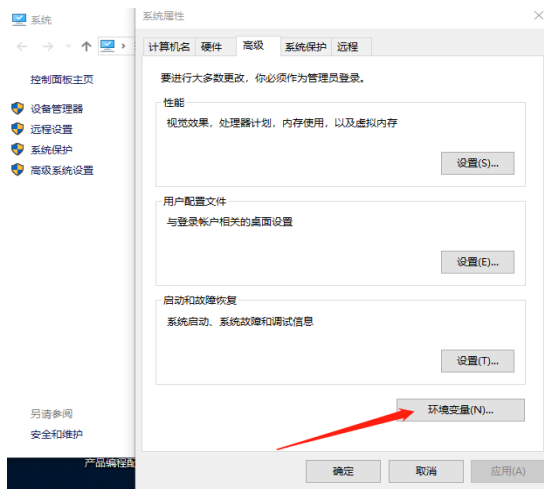 系统
控制面板主页
设备管理器
远程设置
系统保护
高级系统设置
另请参阅
安全和维护
产品编程配
系统属性
计算机名 硬件 高级 系统保护 远程
要进行大多数更改，你必须作为管理员登录。
性能
视觉效果，处理器计划，内存使用，以及虚拟内存
设置(S)...
用户配置文件
与登录帐户相关的桌面设置
设置(E)...
启动和故障恢复
系统启动、系统故障和调试信息
设置(T)...
环境变量(N)...
确定 取消 应用(A)